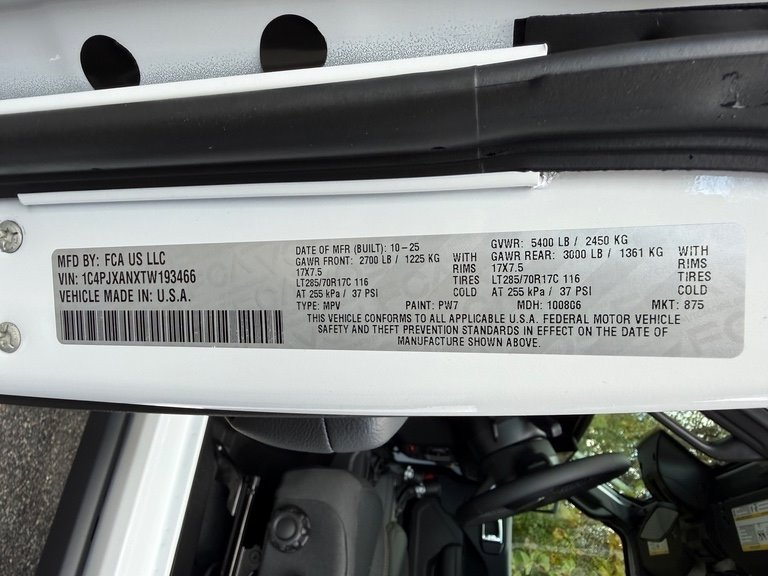 MFD BY: FCA US LLC
VIN: 1C4PJXANXTW193466
VEHICLE MADE IN: U.S.A.
DATE OF MFR (BUILT): 10-25
GAWR FRONT: 2700 LB / 1225 KG WITH
17X7.5 RIMS
LT285/70R17C 116 TIRES
AT 255 kPa / 37 PSI COLD
GVWR: 5400 LB / 2450 KG
GAWR REAR: 3000 LB / 1361 KG WITH
17X7.5 RIMS
LT285/70R17C 116 TIRES
AT 255 kPa / 37 PSI COLD
TYPE: MPV PAINT: PW7 MDH: 100806 MKT: 875
THIS VEHICLE CONFORMS TO ALL APPLICABLE U.S.A. FEDERAL MOTOR VEHICLE
SAFETY AND THEFT PREVENTION STANDARDS IN EFFECT ON THE DATE OF
MANUFACTURE SHOWN ABOVE.